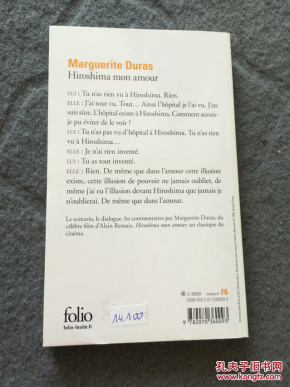 Marguerite Duras
Hiroshima mon amour
LUI : Tu n'as rien vu à Hiroshima. Rien.
ELLE : J'ai tout vu. Tout... Ainsi l'hôpital je l'ai vu. J'en
suis sûre. L'hôpital existe à Hiroshima. Comment aurais-
je pu éviter de le voir ?
LUI : Tu n'as pas vu d'hôpital à Hiroshima. Tu n'as rien
vu à Hiroshima...
ELLE : Je n'ai rien inventé.
LUI : Tu as tout inventé.
ELLE : Rien. De même que dans l'amour cette illusion
existe, cette illusion de pouvoir ne jamais oublier, de
même j'ai eu l'illusion devant Hiroshima que jamais je
n'oublierai. De même que dans l'amour.
Le scénario, le dialogue, les commentaires par Marguerite Duras, du
célèbre film d'Alain Resnais, Hiroshima mon amour, un classique du
cinéma.
folio
folio-lesite.fr
catégorie F6
9 782070 360093
孔夫子旧书网